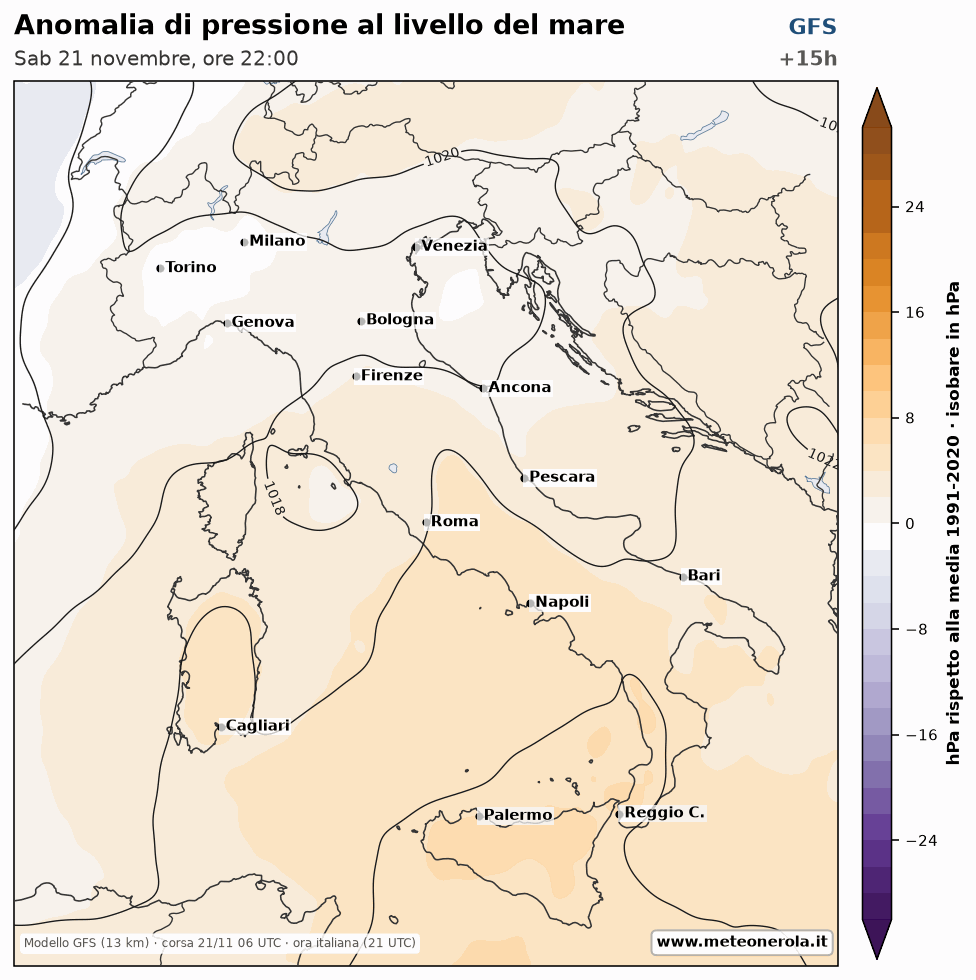 Anomalia di pressione al livello del mare
GFS
Sab 21 novembre, ore 22:00
+15h
10
1020
Milano
Venezia
Torino
Genova
Bologna
Firenze
Ancona
1012
Pescara
1018
Roma
Bari
Napoli
Cagliari
Palermo
Reggio C.
Modello GFS (13 km) · corsa 21/11 06 UTC · ora italiana (21 UTC)
www.meteonerola.it
24
16
8
0
−8
−16
−24
hPa rispetto alla media 1991-2020 · isobare in hPa